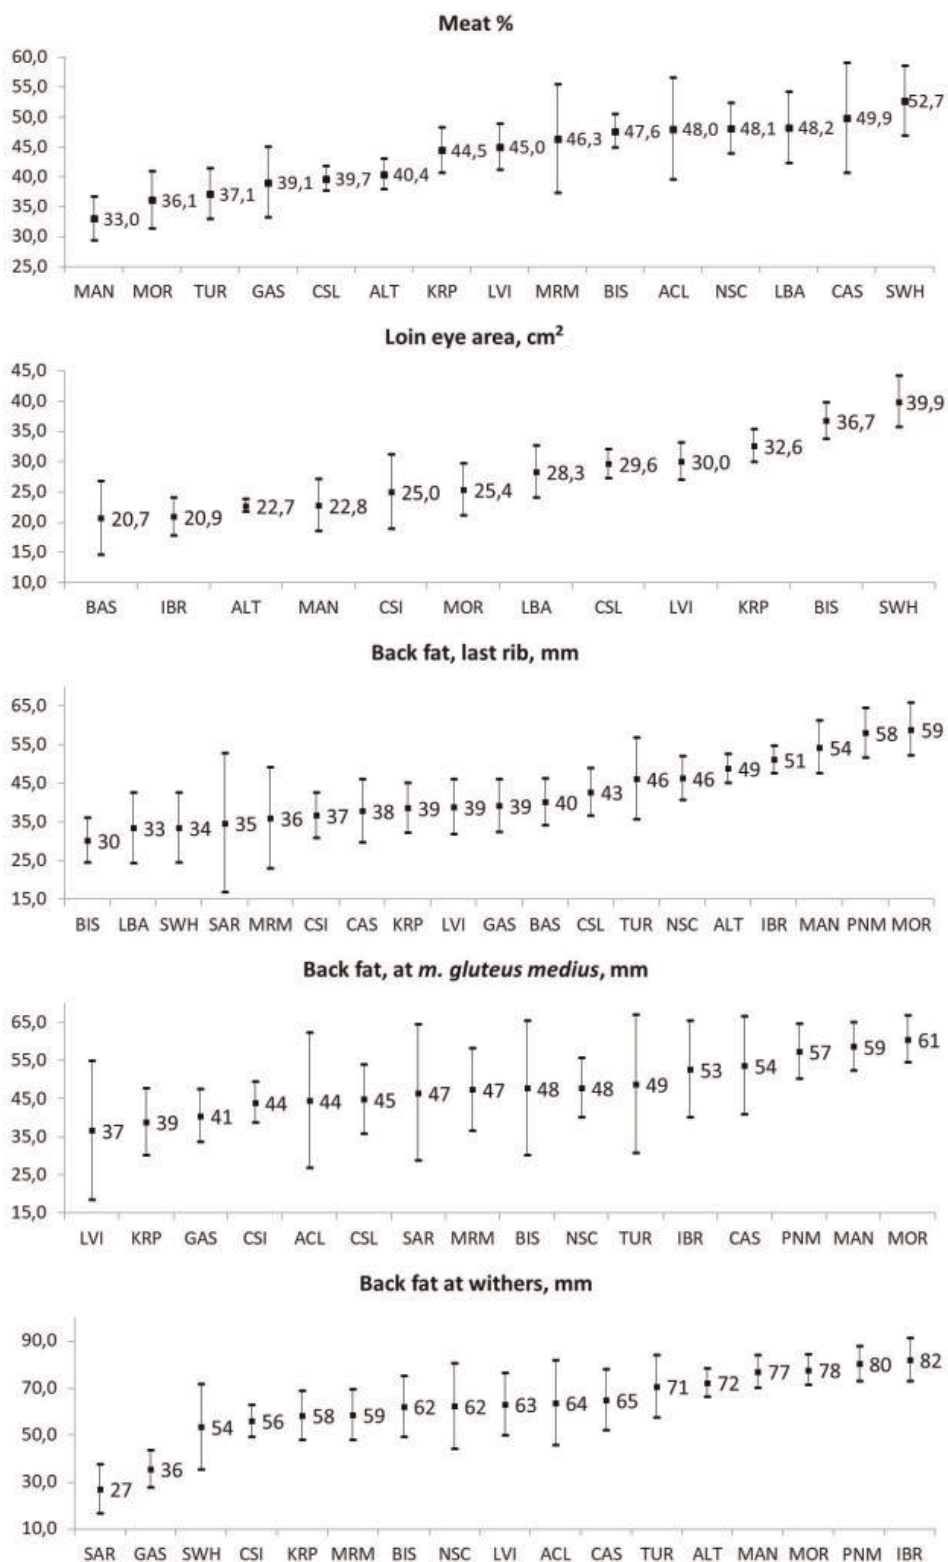 Meat %
60,0
55,0
50,0
45,0
40,0
35,0
30,0
25,0
33,0 36,1 37,1 39,1 39,7 40,4 44,5 45,0 46,3 47,6 48,0 48,1 48,2 49,9 52,7
MAN MOR TUR GAS CSL ALT KRP LVI MRM BIS ACL NSC LBA CAS SWH
Loin eye area, cm²
45,0
40,0
35,0
30,0
25,0
20,0
15,0
10,0
20,7 20,9 22,7 22,8 25,0 25,4 28,3 29,6 30,0 32,6 36,7 39,9
BAS IBR ALT MAN CSI MOR LBA CSL LVI KRP BIS SWH
Back fat, last rib, mm
65,0
55,0
45,0
35,0
25,0
15,0
30 33 34 35 36 37 38 39 39 39 40 43 46 46 49 51 54 58 59
BIS LBA SWH SAR MRM CSI CAS KRP LVI GAS BAS CSL TUR NSC ALT IBR MAN PNM MOR
Back fat, at m. gluteus medius, mm
65,0
55,0
45,0
35,0
25,0
15,0
37 39 41 44 44 45 47 47 48 48 49 53 54 57 59 61
LVI KRP GAS CSI ACL CSL SAR MRM BIS NSC TUR IBR CAS PNM MAN MOR
Back fat at withers, mm
90,0
70,0
50,0
30,0
10,0
27 36 54 56 58 59 62 62 63 64 65 71 72 77 78 80 82
SAR GAS SWH CSI KRP MRM BIS NSC LVI ACL CAS TUR ALT MAN MOR PNM IBR